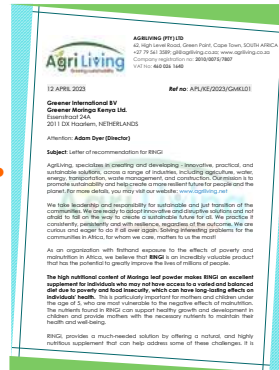 AGRILIVING (PTY) LTD
62, High Level Road, Green Point, Cape Town, SOUTH AFRICA
+27 79 561 3589; gil@agriliving.co.za; www.agriliving.co.za
Company registration no: 2010/0075/7807
VAT No: 460 026 1640
AgriLiving
Growing sustainability
12 APRIL 2023 Ref no: APL/KE/2023/GMKL01
Greener International BV
Greener Moringa Kenya Ltd.
Essenstraat 24A
2011 DX Haarlem, NETHERLANDS
Attention: Adam Dyer (Director)
Subject: Letter of recommendation for RINGI
AgriLiving, specializes in creating and developing - innovative, practical, and
sustainable solutions, across a range of industries, including agriculture, water,
energy, transportation, waste management, and construction. Our mission is to
promote sustainability and help create a more resilient future for people and the
planet. For more details, you may visit our website: www.agriliving.net
We take leadership and responsibility for sustainable and just transition of the
communities. We are ready to adopt innovative and disruptive solutions and not
afraid to fall on the way to create a sustainable future for all. We practice it
consistently, persistently and with resilience, regardless of the outcome. We are
curious and eager to do it all over again. Solving interesting problems for the
communities in Africa, for whom we care, matters to us the most!
As an organization with firsthand exposure to the effects of poverty and
malnutrition in Africa, we believe that RINGI is an incredibly valuable product
that has the potential to greatly improve the lives of millions of people.
The high nutritional content of Moringa leaf powder makes RINGI an excellent
supplement for individuals who may not have access to a varied and balanced
diet due to poverty and food insecurity, which can have long-lasting effects on
individuals' health. This is particularly important for mothers and children under
the age of 5, who are most vulnerable to the negative effects of malnutrition.
The nutrients found in RINGI can support healthy growth and development in
children and provide mothers with the necessary nutrients to maintain their
health and well-being.
RINGI, provides a much-needed solution by offering a natural, and highly
nutritious supplement that can help address some of these challenges. It is